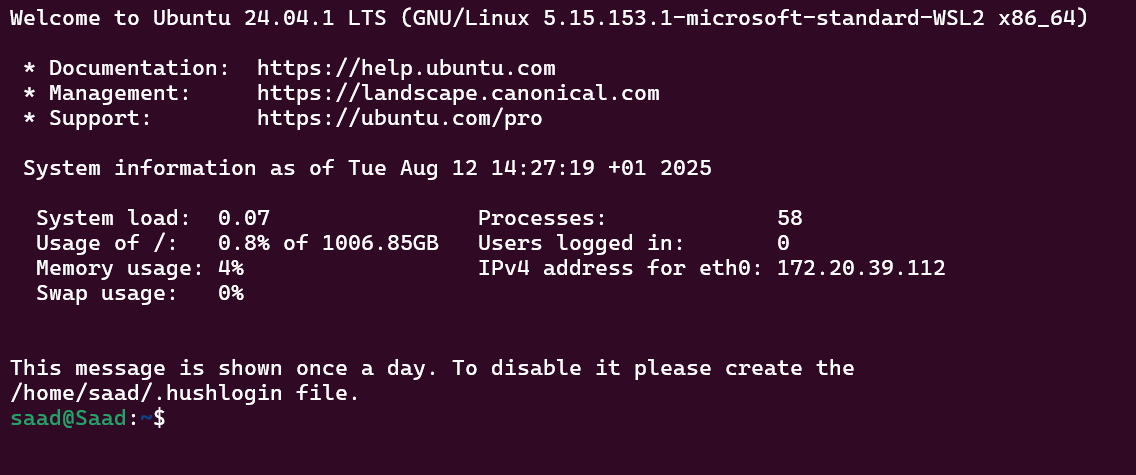 Welcome to Ubuntu 24.04.1 LTS (GNU/Linux 5.15.153.1-microsoft-standard-WSL2 x86_64)

 * Documentation:  https://help.ubuntu.com
 * Management:     https://landscape.canonical.com
 * Support:        https://ubuntu.com/pro

 System information as of Tue Aug 12 14:27:19 +01 2025

  System load:  0.07                Processes:             58
  Usage of /:   0.8% of 1006.85GB   Users logged in:       0
  Memory usage: 4%                  IPv4 address for eth0: 172.20.39.112
  Swap usage:   0%


This message is shown once a day. To disable it please create the
/home/saad/.hushlogin file.
saad@Saad:~$